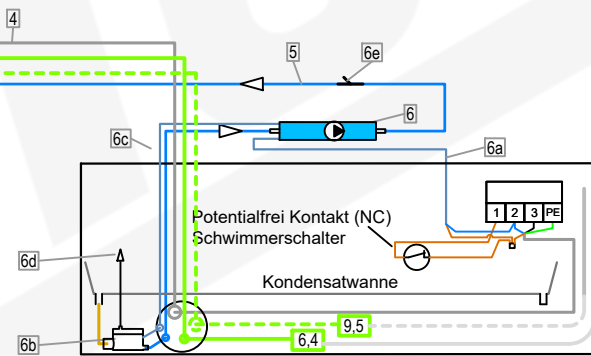 4
5
6e
6
6c
6a
1 2 3 PE
Potentialfrei Kontakt (NC)
Schwimmerschalter
6d
Kondensatwanne
9,5
6,4
6b